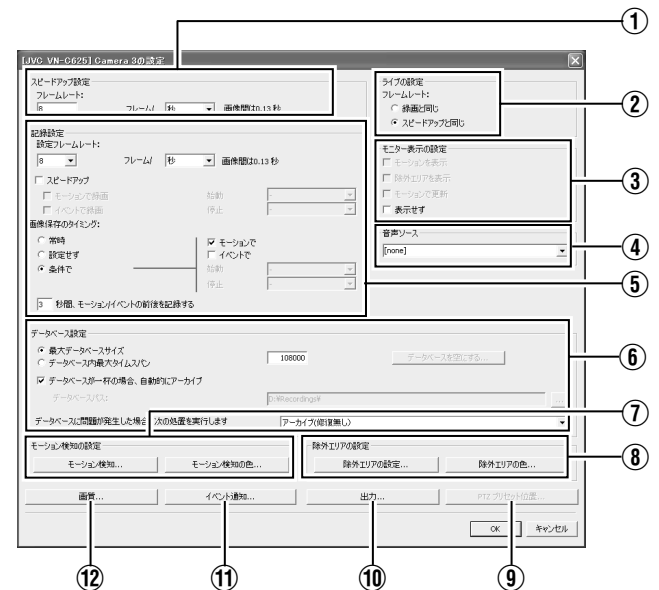 ①
[JVC VN-C625] Camera 3の設定
スピードアップ設定
フレームレート:
8 フレーム/ 秒 画像間は0.13 秒
ライブの設定
フレームレート:
録画と同じ
スピードアップと同じ
②
記録設定
設定フレームレート:
8 フレーム/ 秒 画像間は0.13 秒
スピードアップ
モーションで録画 始動 -
イベントで録画 停止 -
画像保存のタイミング:
常時
設定せず
条件で
モーションで
イベントで
始動 -
停止 -
3 秒間、モーション/イベントの前後を記録する
モニター表示の設定
モーションを表示
除外エリアを表示
モーションで更新
表示せず
③
音声ソース
[none]
④
⑤
データベース設定
最大データベースサイズ
データベース内最大タイムスパン
108000
データベースを空にする...
⑥
データベースが一杯の場合、自動的にアーカイブ
データベースパス: D:¥Recordings¥ ...
データベースに問題が発生した場合 次の処置を実行します アーカイブ(修復無し)
⑦
モーション検知の設定
モーション検知... モーション検知の色...
除外エリアの設定
除外エリアの設定... 除外エリアの色...
⑧
画質... イベント通知... 出力... PTZ プリセット位置...
OK キャンセル
⑫ ⑪ ⑩ ⑨